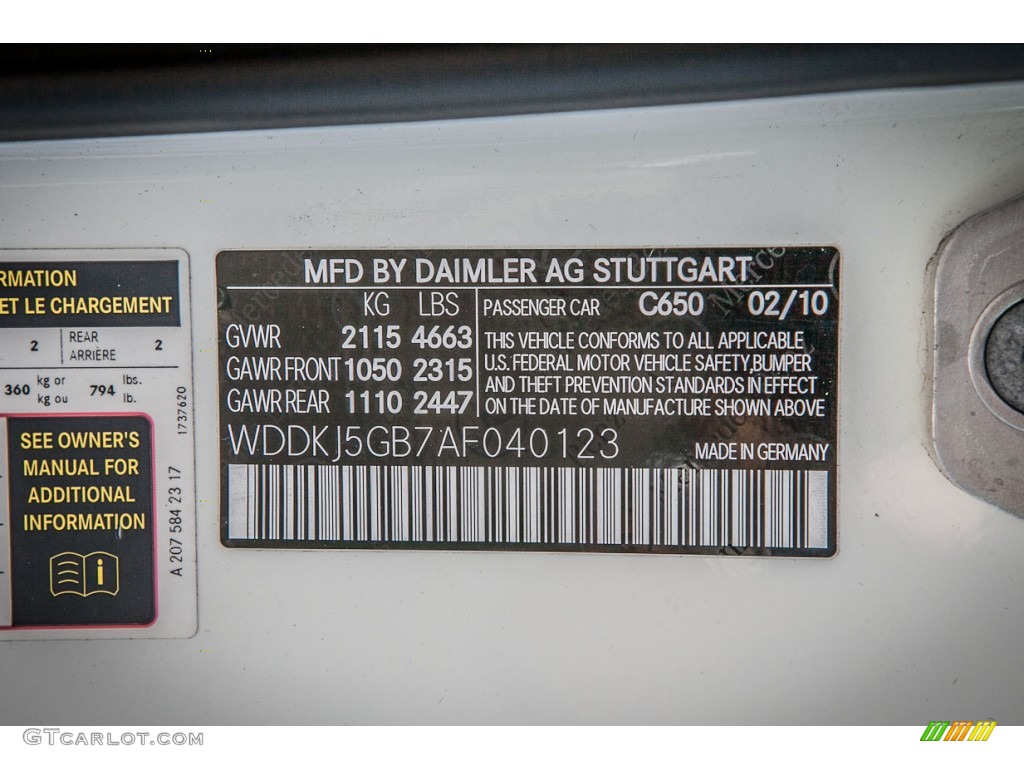 RMATION
ET LE CHARGEMENT
2 REAR ARRIÈRE 2
360 kg or kg ou 794 lbs. lb.
SEE OWNER'S
MANUAL FOR
ADDITIONAL
INFORMATION
i
1737620
A 207 584 23 17
MFD BY DAIMLER AG STUTTGART
KG LBS
GVWR 2115 4663
GAWR FRONT 1050 2315
GAWR REAR 1110 2447
PASSENGER CAR C650 02/10
THIS VEHICLE CONFORMS TO ALL APPLICABLE
U.S. FEDERAL MOTOR VEHICLE SAFETY,BUMPER
AND THEFT PREVENTION STANDARDS IN EFFECT
ON THE DATE OF MANUFACTURE SHOWN ABOVE
WDDKJ5GB7AF040123
MADE IN GERMANY
GTCARLOT.COM